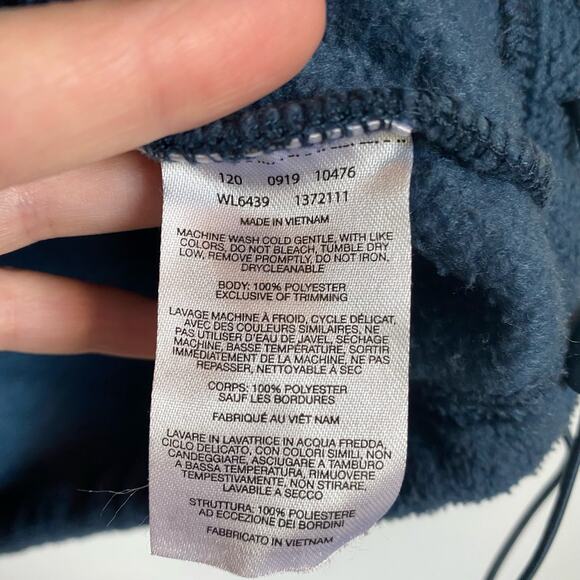 120 0919 10476
WL6439 1372111
MADE IN VIETNAM
MACHINE WASH COLD GENTLE, WITH LIKE
COLORS, DO NOT BLEACH, TUMBLE DRY
LOW, REMOVE PROMPTLY, DO NOT IRON,
DRYCLEANABLE
BODY: 100% POLYESTER
EXCLUSIVE OF TRIMMING
LAVAGE MACHINE À FROID, CYCLE DÉLICAT,
AVEC DES COULEURS SIMILAIRES, NE
PAS UTILISER D'EAU DE JAVEL, SÉCHAGE
MACHINE, BASSE TEMPÉRATURE, SORTIR
IMMÉDIATEMENT DE LA MACHINE, NE PAS
REPASSER, NETTOYABLE À SEC
CORPS: 100% POLYESTER
SAUF LES BORDURES
FABRIQUÉ AU VIÊT NAM
LAVARE IN LAVATRICE IN ACQUA FREDDA,
CICLO DELICATO, CON COLORI SIMILI, NON
CANDEGGIARE, ASCIUGARE A TAMBURO
A BASSA TEMPERATURA, RIMUOVERE
TEMPESTIVAMENTE, NON STIRARE,
LAVABILE A SECCO
STRUTTURA: 100% POLIESTERE
AD ECCEZIONE DEI BORDINI
FABBRICATO IN VIETNAM